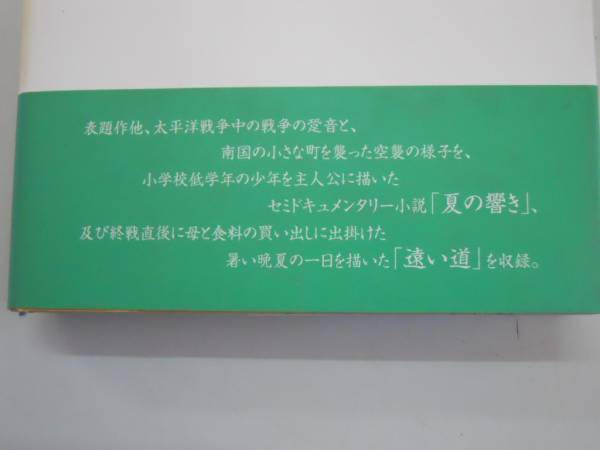 表題作他、太平洋戦争中の戦争の跫音と、
南国の小さな町を襲った空襲の様子を、
小学校低学年の少年を主人公に描いた
セミドキュメンタリー小説「夏の響き」、
及び終戦直後に母と食料の買い出しに出掛けた
暑い晩夏の一日を描いた「遠い道」を収録。